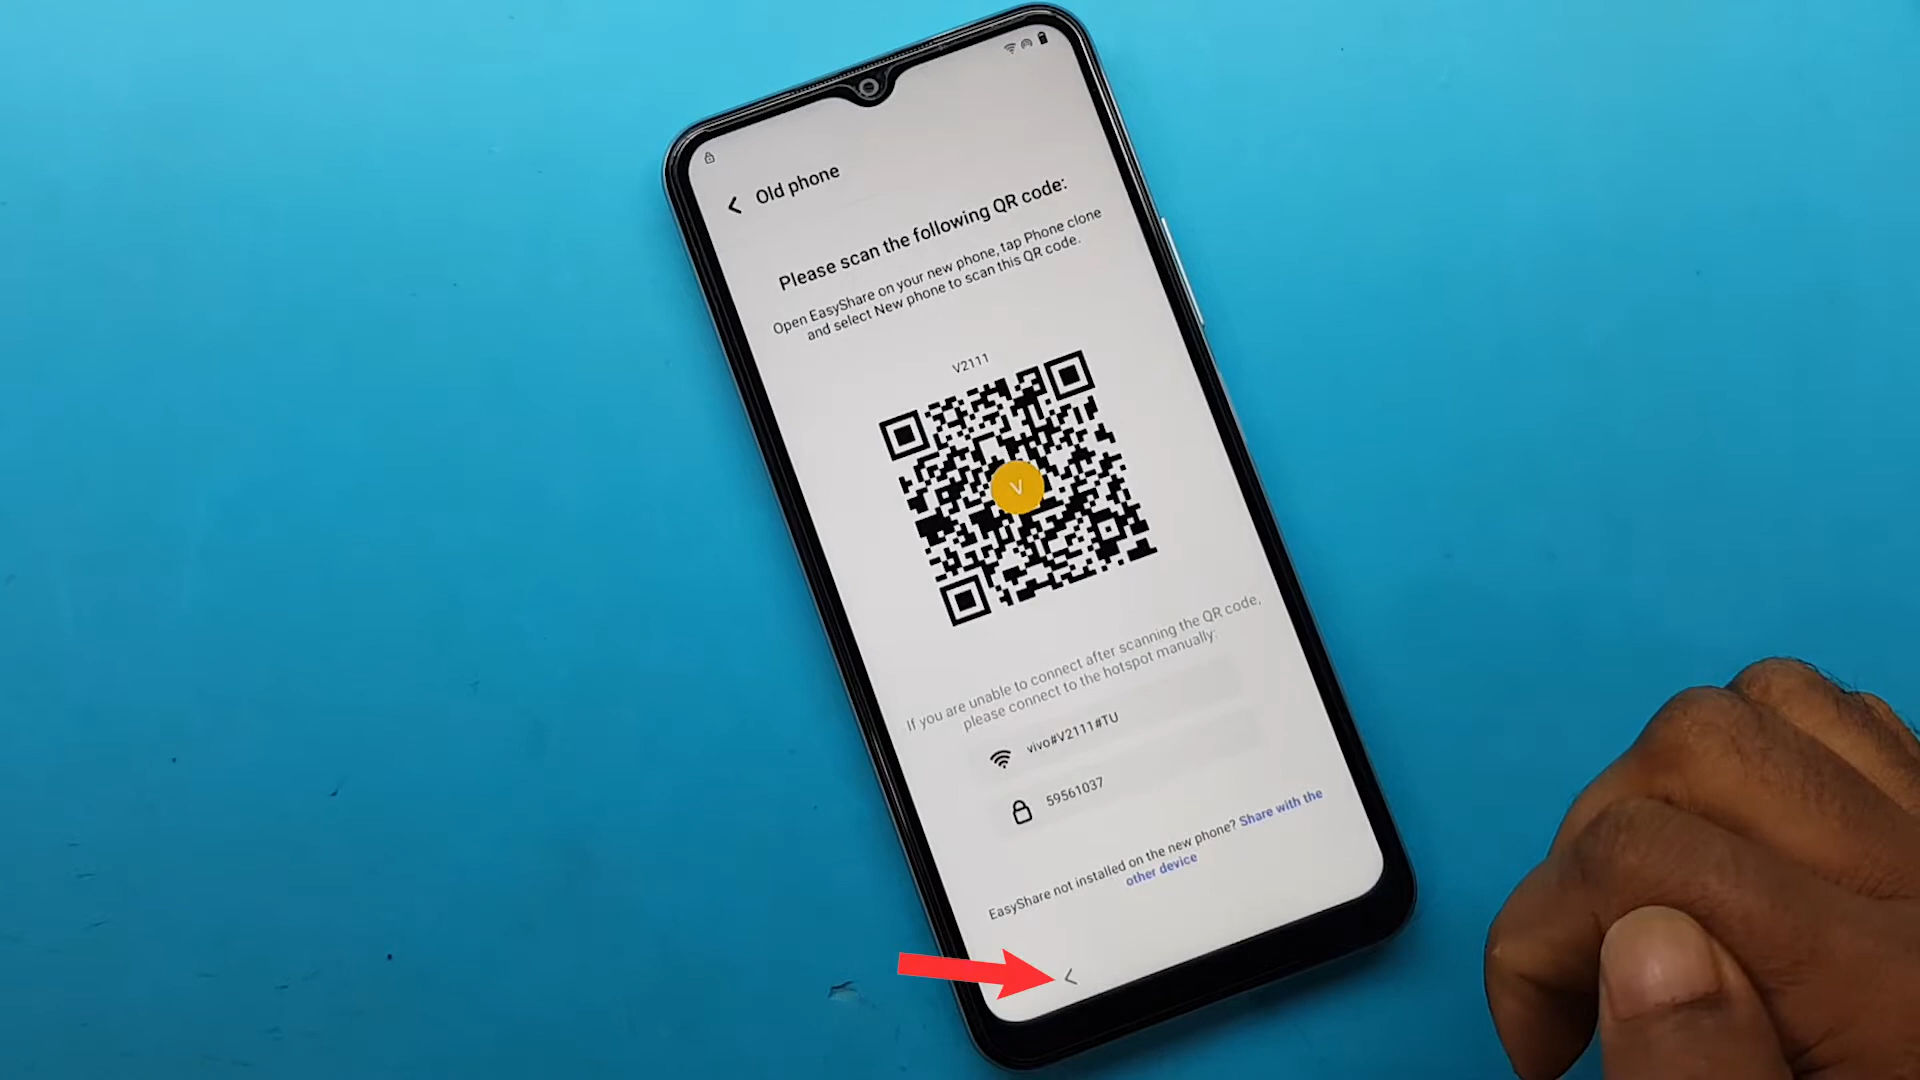 Old phone
Please scan the following QR code:
Open EasyShare on your new phone, tap Phone clone
and select New phone to scan this QR code.
V2111
V
If you are unable to connect after scanning the QR code,
please connect to the hotspot manually:
vivo#V2111#TU
59561037
EasyShare not installed on the new phone? Share with the
other device